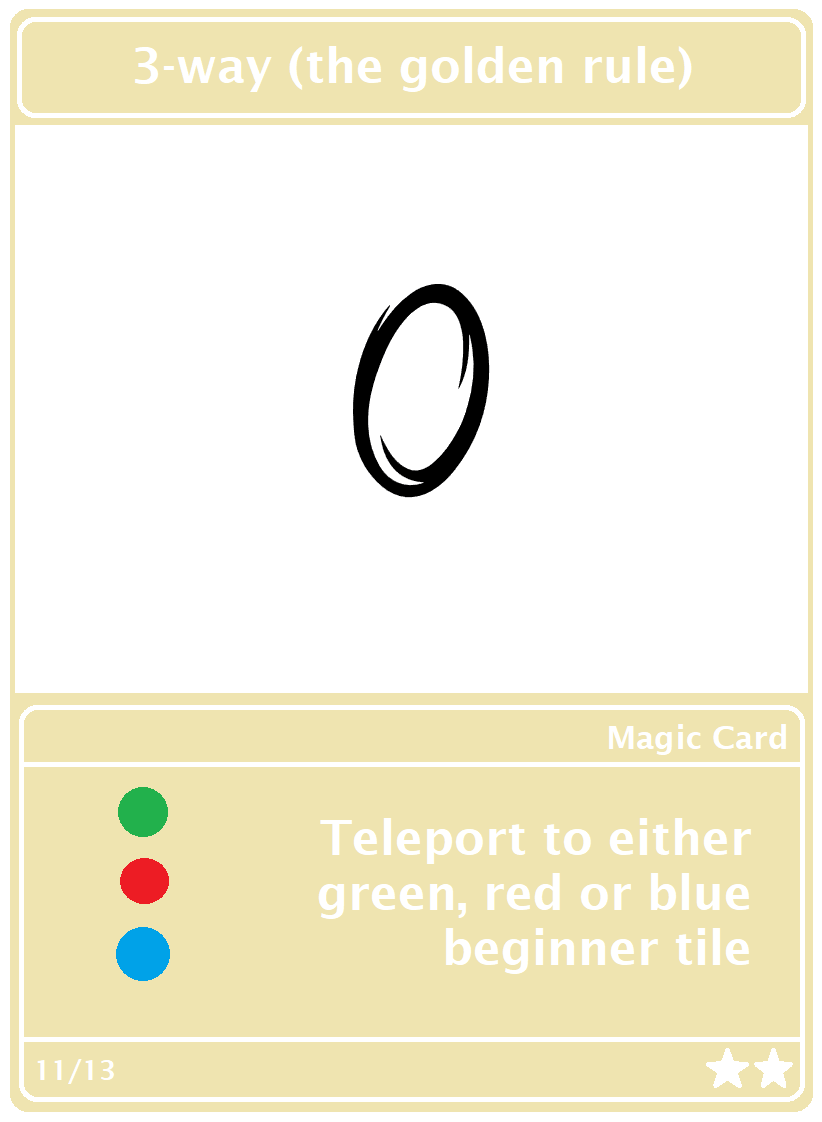 3-way (the golden rule)
Magic Card
Teleport to either
green, red or blue
beginner tile
11/13